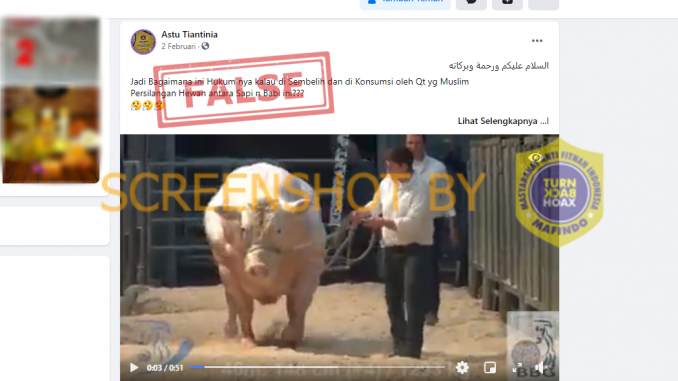 Tambah Teman
2
Astu Tiantinia
2 Februari
السلام عليكم ورحمة وبركاته
Jadi Bagaimana ini Hukum nya kalau di Sembelih dan di Konsumsi oleh Qt yg Muslim
Persilangan Hewan antara Sapi n Babi ini???
FALSE
Lihat Selengkapnya ...ا
SCREENSHOT BY
MASYARAKAT ANTI FITNAH INDONESIA
TURN
BACK
HOAX
MAFINDO
0:03 / 0:51